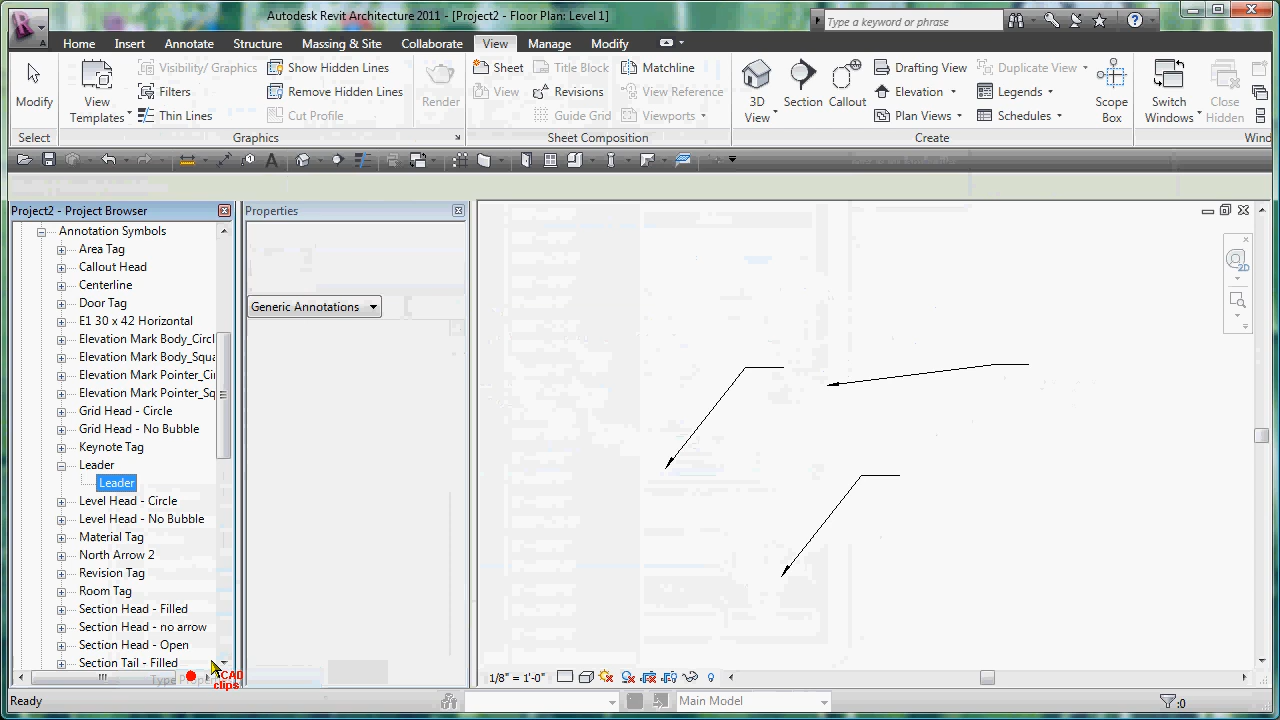 Autodesk Revit Architecture 2011 - [Project2 - Floor Plan: Level 1]
Type a keyword or phrase
Home Insert Annotate Structure Massing & Site Collaborate View Manage Modify
Modify
View Templates
Visibility/ Graphics
Filters
Thin Lines
Show Hidden Lines
Remove Hidden Lines
Cut Profile
Render
Sheet
View
Title Block
Revisions
Guide Grid
Matchline
View Reference
Viewports
3D View
Section
Callout
Drafting View
Elevation
Plan Views
Duplicate View
Legends
Schedules
Scope Box
Switch Windows
Close Hidden
Select Graphics Sheet Composition Create Wind
Project2 - Project Browser
Annotation Symbols
Area Tag
Callout Head
Centerline
Door Tag
E1 30 x 42 Horizontal
Elevation Mark Body_Circl
Elevation Mark Body_Squa
Elevation Mark Pointer_Cir
Elevation Mark Pointer_Sq
Grid Head - Circle
Grid Head - No Bubble
Keynote Tag
Leader
Leader
Level Head - Circle
Level Head - No Bubble
Material Tag
North Arrow 2
Revision Tag
Room Tag
Section Head - Filled
Section Head - no arrow
Section Head - Open
Section Tail - Filled
CAD
clips
Properties
Generic Annotations
2D
1/8" = 1'-0"
Ready
Main Model
:0